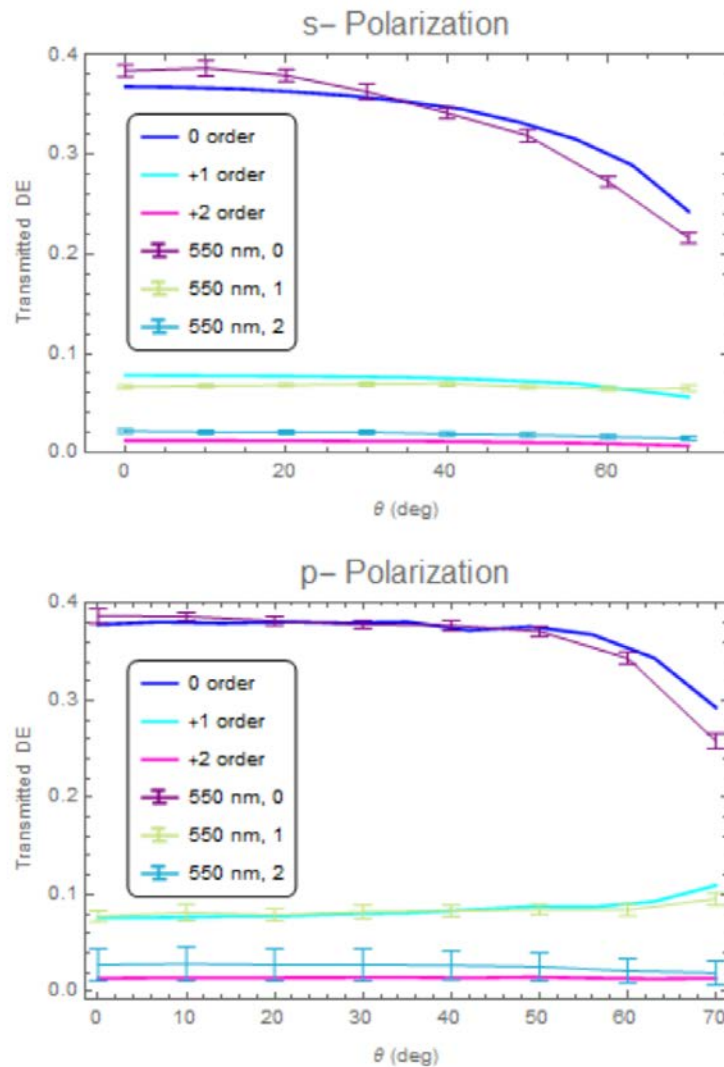 s– Polarization
0.4
0.3
0.2
0.1
0.0
Transmitted DE
0 order
+1 order
+2 order
550 nm, 0
550 nm, 1
550 nm, 2
0
20
40
60
θ (deg)
p– Polarization
0.4
0.3
0.2
0.1
0.0
Transmitted DE
0 order
+1 order
+2 order
550 nm, 0
550 nm, 1
550 nm, 2
0
10
20
30
40
50
60
70
θ (deg)